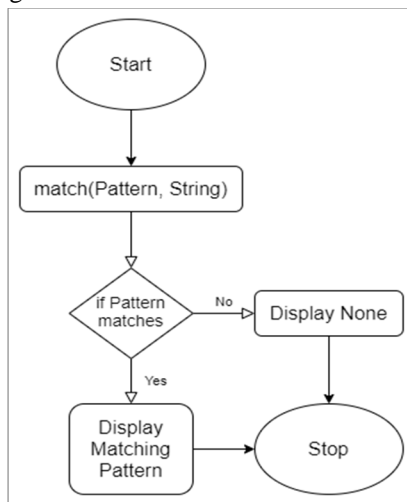 Start
match(Pattern, String)
if Pattern
matches
No
Display None
Yes
Display
Matching
Pattern
Stop